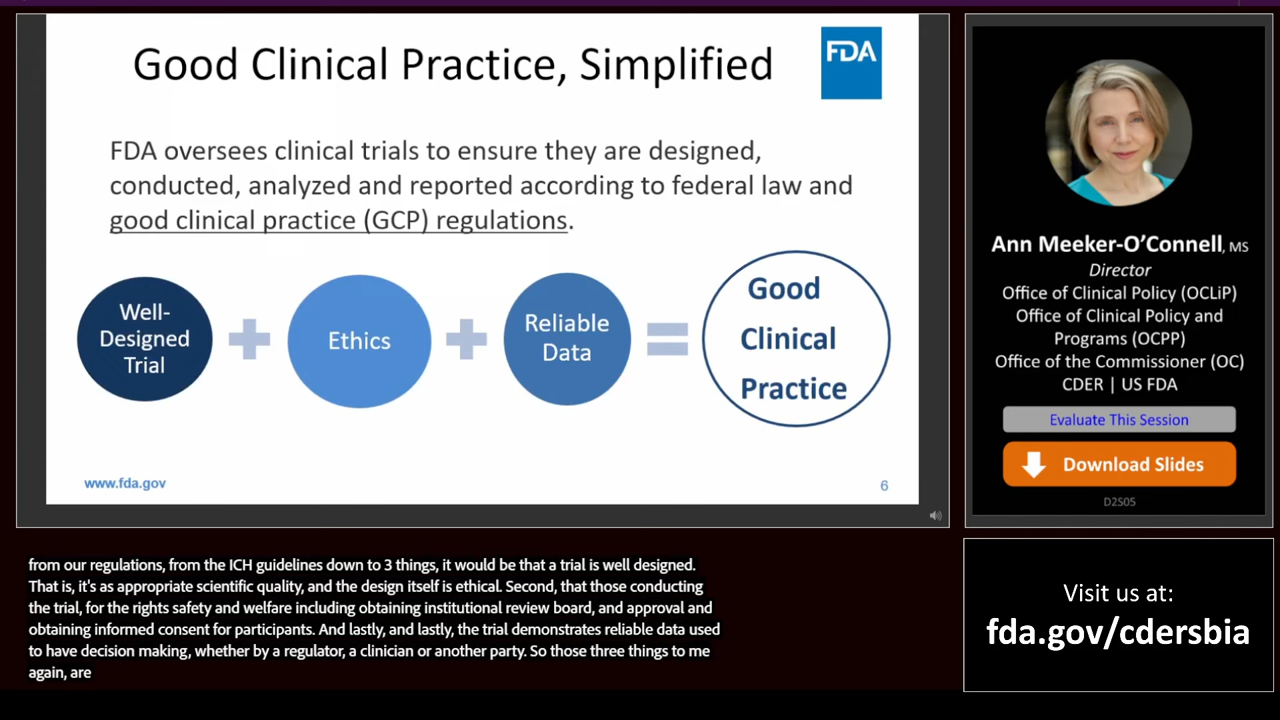 Good Clinical Practice, Simplified
FDA
FDA oversees clinical trials to ensure they are designed,
conducted, analyzed and reported according to federal law and
good clinical practice (GCP) regulations.
Well-
Designed
Trial
Ethics
Reliable
Data
Good
Clinical
Practice
www.fda.gov
6
Ann Meeker-O’Connell, MS
Director
Office of Clinical Policy (OCLiP)
Office of Clinical Policy and
Programs (OCPP)
Office of the Commissioner (OC)
CDER | US FDA
Evaluate This Session
Download Slides
D2S05
from our regulations, from the ICH guidelines down to 3 things, it would be that a trial is well designed.
That is, it's as appropriate scientific quality, and the design itself is ethical. Second, that those conducting
the trial, for the rights safety and welfare including obtaining institutional review board, and approval and
obtaining informed consent for participants. And lastly, and lastly, the trial demonstrates reliable data used
to have decision making, whether by a regulator, a clinician or another party. So those three things to me
again, are
Visit us at:
fda.gov/cdersbia